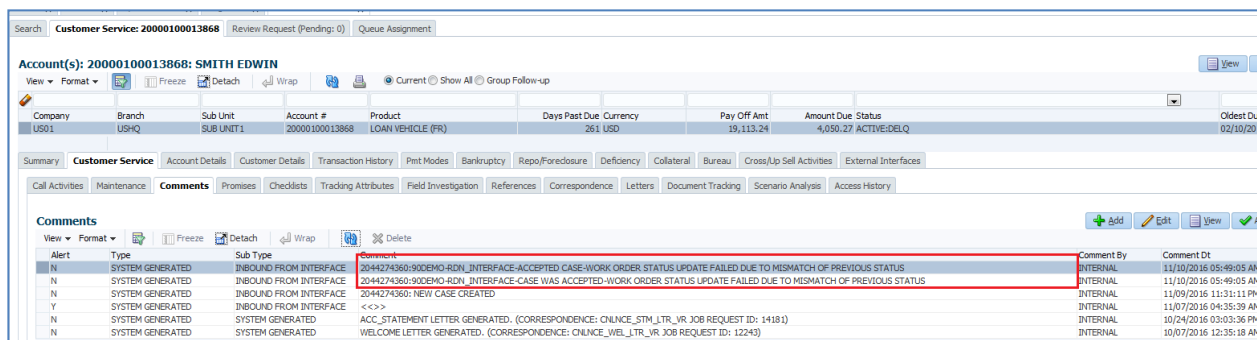 Search Customer Service: 20000100013868 Review Request (Pending: 0) Queue Assignment
Account(s): 20000100013868: SMITH EDWIN
View
View Format Freeze Detach Wrap Current Show All Group Follow-up
Company Branch Sub Unit Account # Product Days Past Due Currency Pay Off Amt Amount Due Status Oldest Du
US01 USHQ SUB UNIT1 20000100013868 LOAN VEHICLE (FR) 261 USD 19,113.24 4,050.27 ACTIVE:DELQ 02/10/20
Summary Customer Service Account Details Customer Details Transaction History Pmt Modes Bankruptcy Repo/Foreclosure Deficiency Collateral Bureau Cross/Up Sell Activities External Interfaces
Call Activities Maintenance Comments Promises Checklists Tracking Attributes Field Investigation References Correspondence Letters Document Tracking Scenario Analysis Access History
Comments
Add Edit View A
View Format Freeze Detach Wrap Delete
Alert Type Sub Type Comment Comment By Comment Dt
N SYSTEM GENERATED INBOUND FROM INTERFACE 2044274360:90DEMO-RDN_INTERFACE-ACCEPTED CASE-WORK ORDER STATUS UPDATE FAILED DUE TO MISMATCH OF PREVIOUS STATUS INTERNAL 11/10/2016 05:49:05 AM
N SYSTEM GENERATED INBOUND FROM INTERFACE 2044274360:90DEMO-RDN_INTERFACE-CASE WAS ACCEPTED-WORK ORDER STATUS UPDATE FAILED DUE TO MISMATCH OF PREVIOUS STATUS INTERNAL 11/10/2016 05:49:05 AM
N SYSTEM GENERATED INBOUND FROM INTERFACE 2044274360: NEW CASE CREATED INTERNAL 11/09/2016 11:31:11 PM
Y SYSTEM GENERATED INBOUND FROM INTERFACE <<>> INTERNAL 11/07/2016 04:35:39 AM
N SYSTEM GENERATED SYSTEM GENERATED ACC_STATEMENT LETTER GENERATED. (CORRESPONDENCE: CNLNCE_STM_LTR_VR JOB REQUEST ID: 14181) INTERNAL 10/24/2016 03:03:36 PM
N SYSTEM GENERATED SYSTEM GENERATED WELCOME LETTER GENERATED. (CORRESPONDENCE: CNLNCE_WEL_LTR_VR JOB REQUEST ID: 12243) INTERNAL 10/07/2016 12:35:18 AM